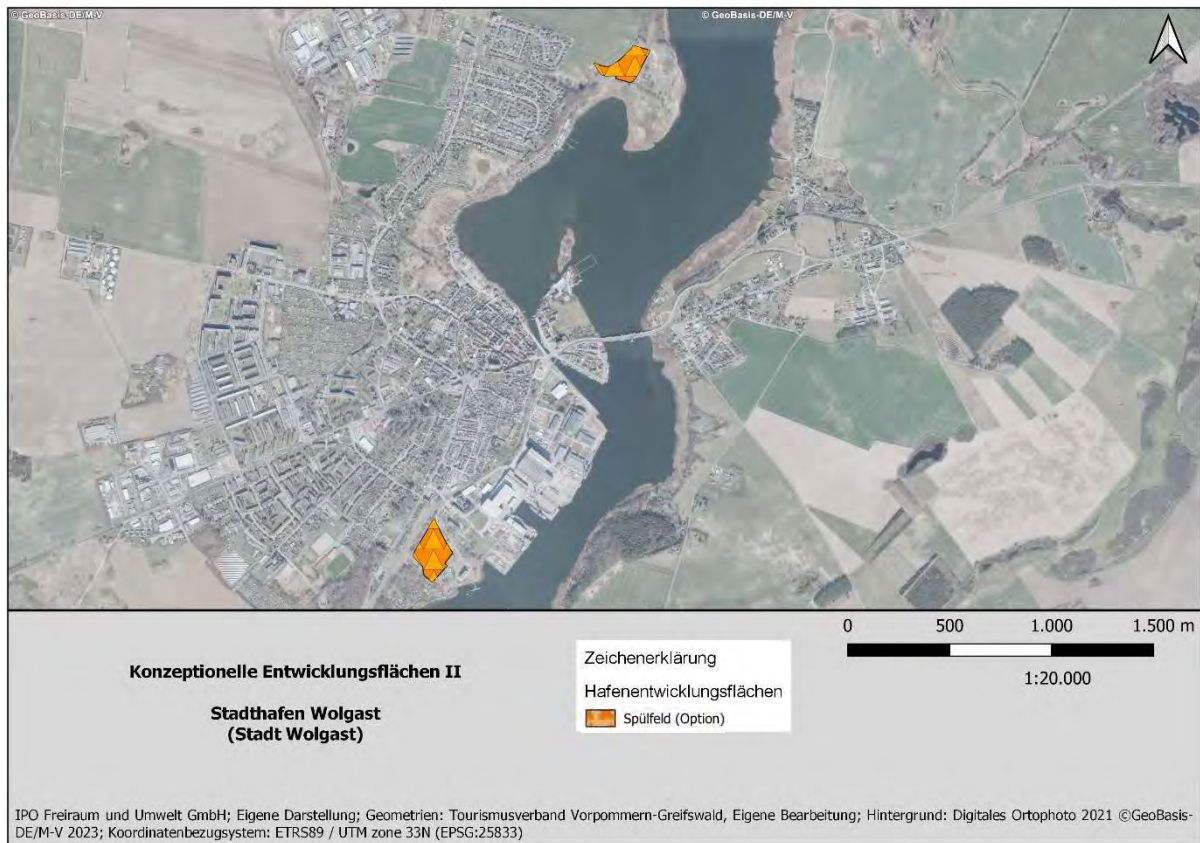 © GeoBasis-DE/M-V © GeoBasis-DE/M-V
0 500 1.000 1.500 m
1:20.000
Konzeptionelle Entwicklungsflächen II
Stadthafen Wolgast
(Stadt Wolgast)
Zeichenerklärung
Hafenentwicklungsflächen
Spülfeld (Option)
IPO Freiraum und Umwelt GmbH; Eigene Darstellung; Geometrien: Tourismusverband Vorpommern-Greifswald, Eigene Bearbeitung; Hintergrund: Digitales Ortophoto 2021 ©GeoBasis-
DE/M-V 2023; Koordinatenbezugsystem: ETRS89 / UTM zone 33N (EPSG:25833)